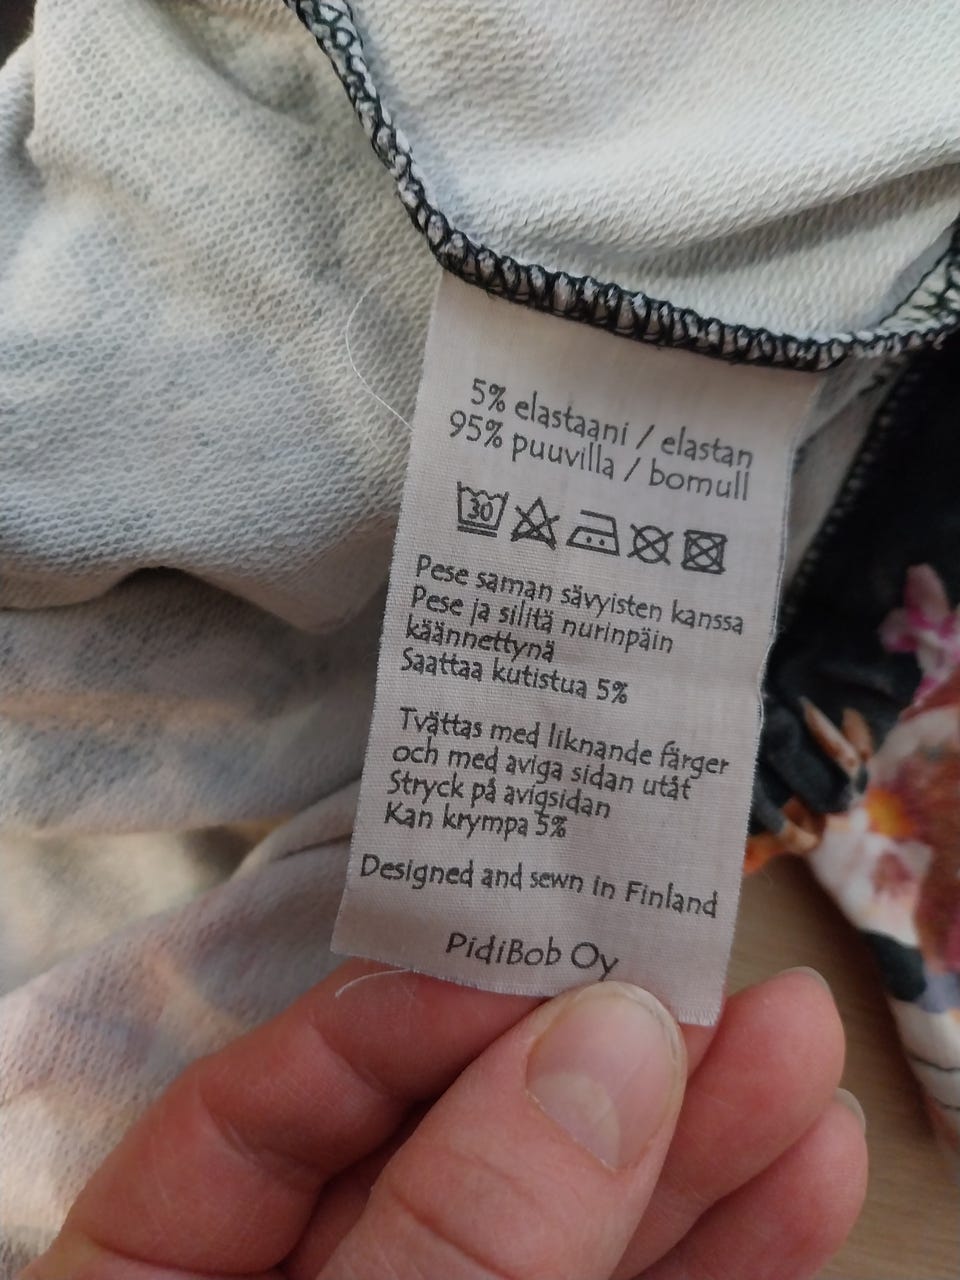 5% elastaani / elastan
95% puuvilla / bomull
30
Pese saman sävyisten kanssa
Pese ja silitä nurinpäin
käännettynä
Saattaa kutistua 5%
Tvättas med liknande färger
och med aviga sidan utåt
Stryck på avigsidan
Kan krympa 5%
Designed and sewn in Finland
PidiBob Oy